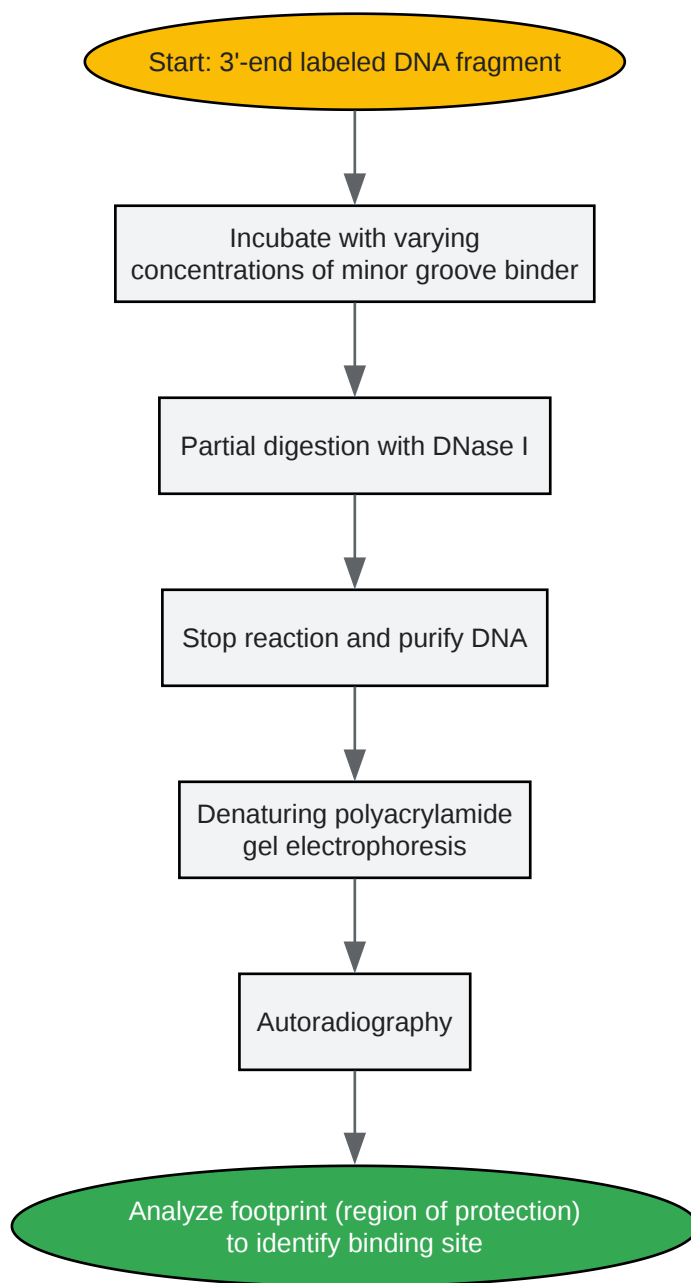 Start: 3'-end labeled DNA fragment
Incubate with varying
concentrations of minor groove binder
Partial digestion with DNase I
Stop reaction and purify DNA
Denaturing polyacrylamide
gel electrophoresis
Autoradiography
Analyze footprint (region of protection)
to identify binding site